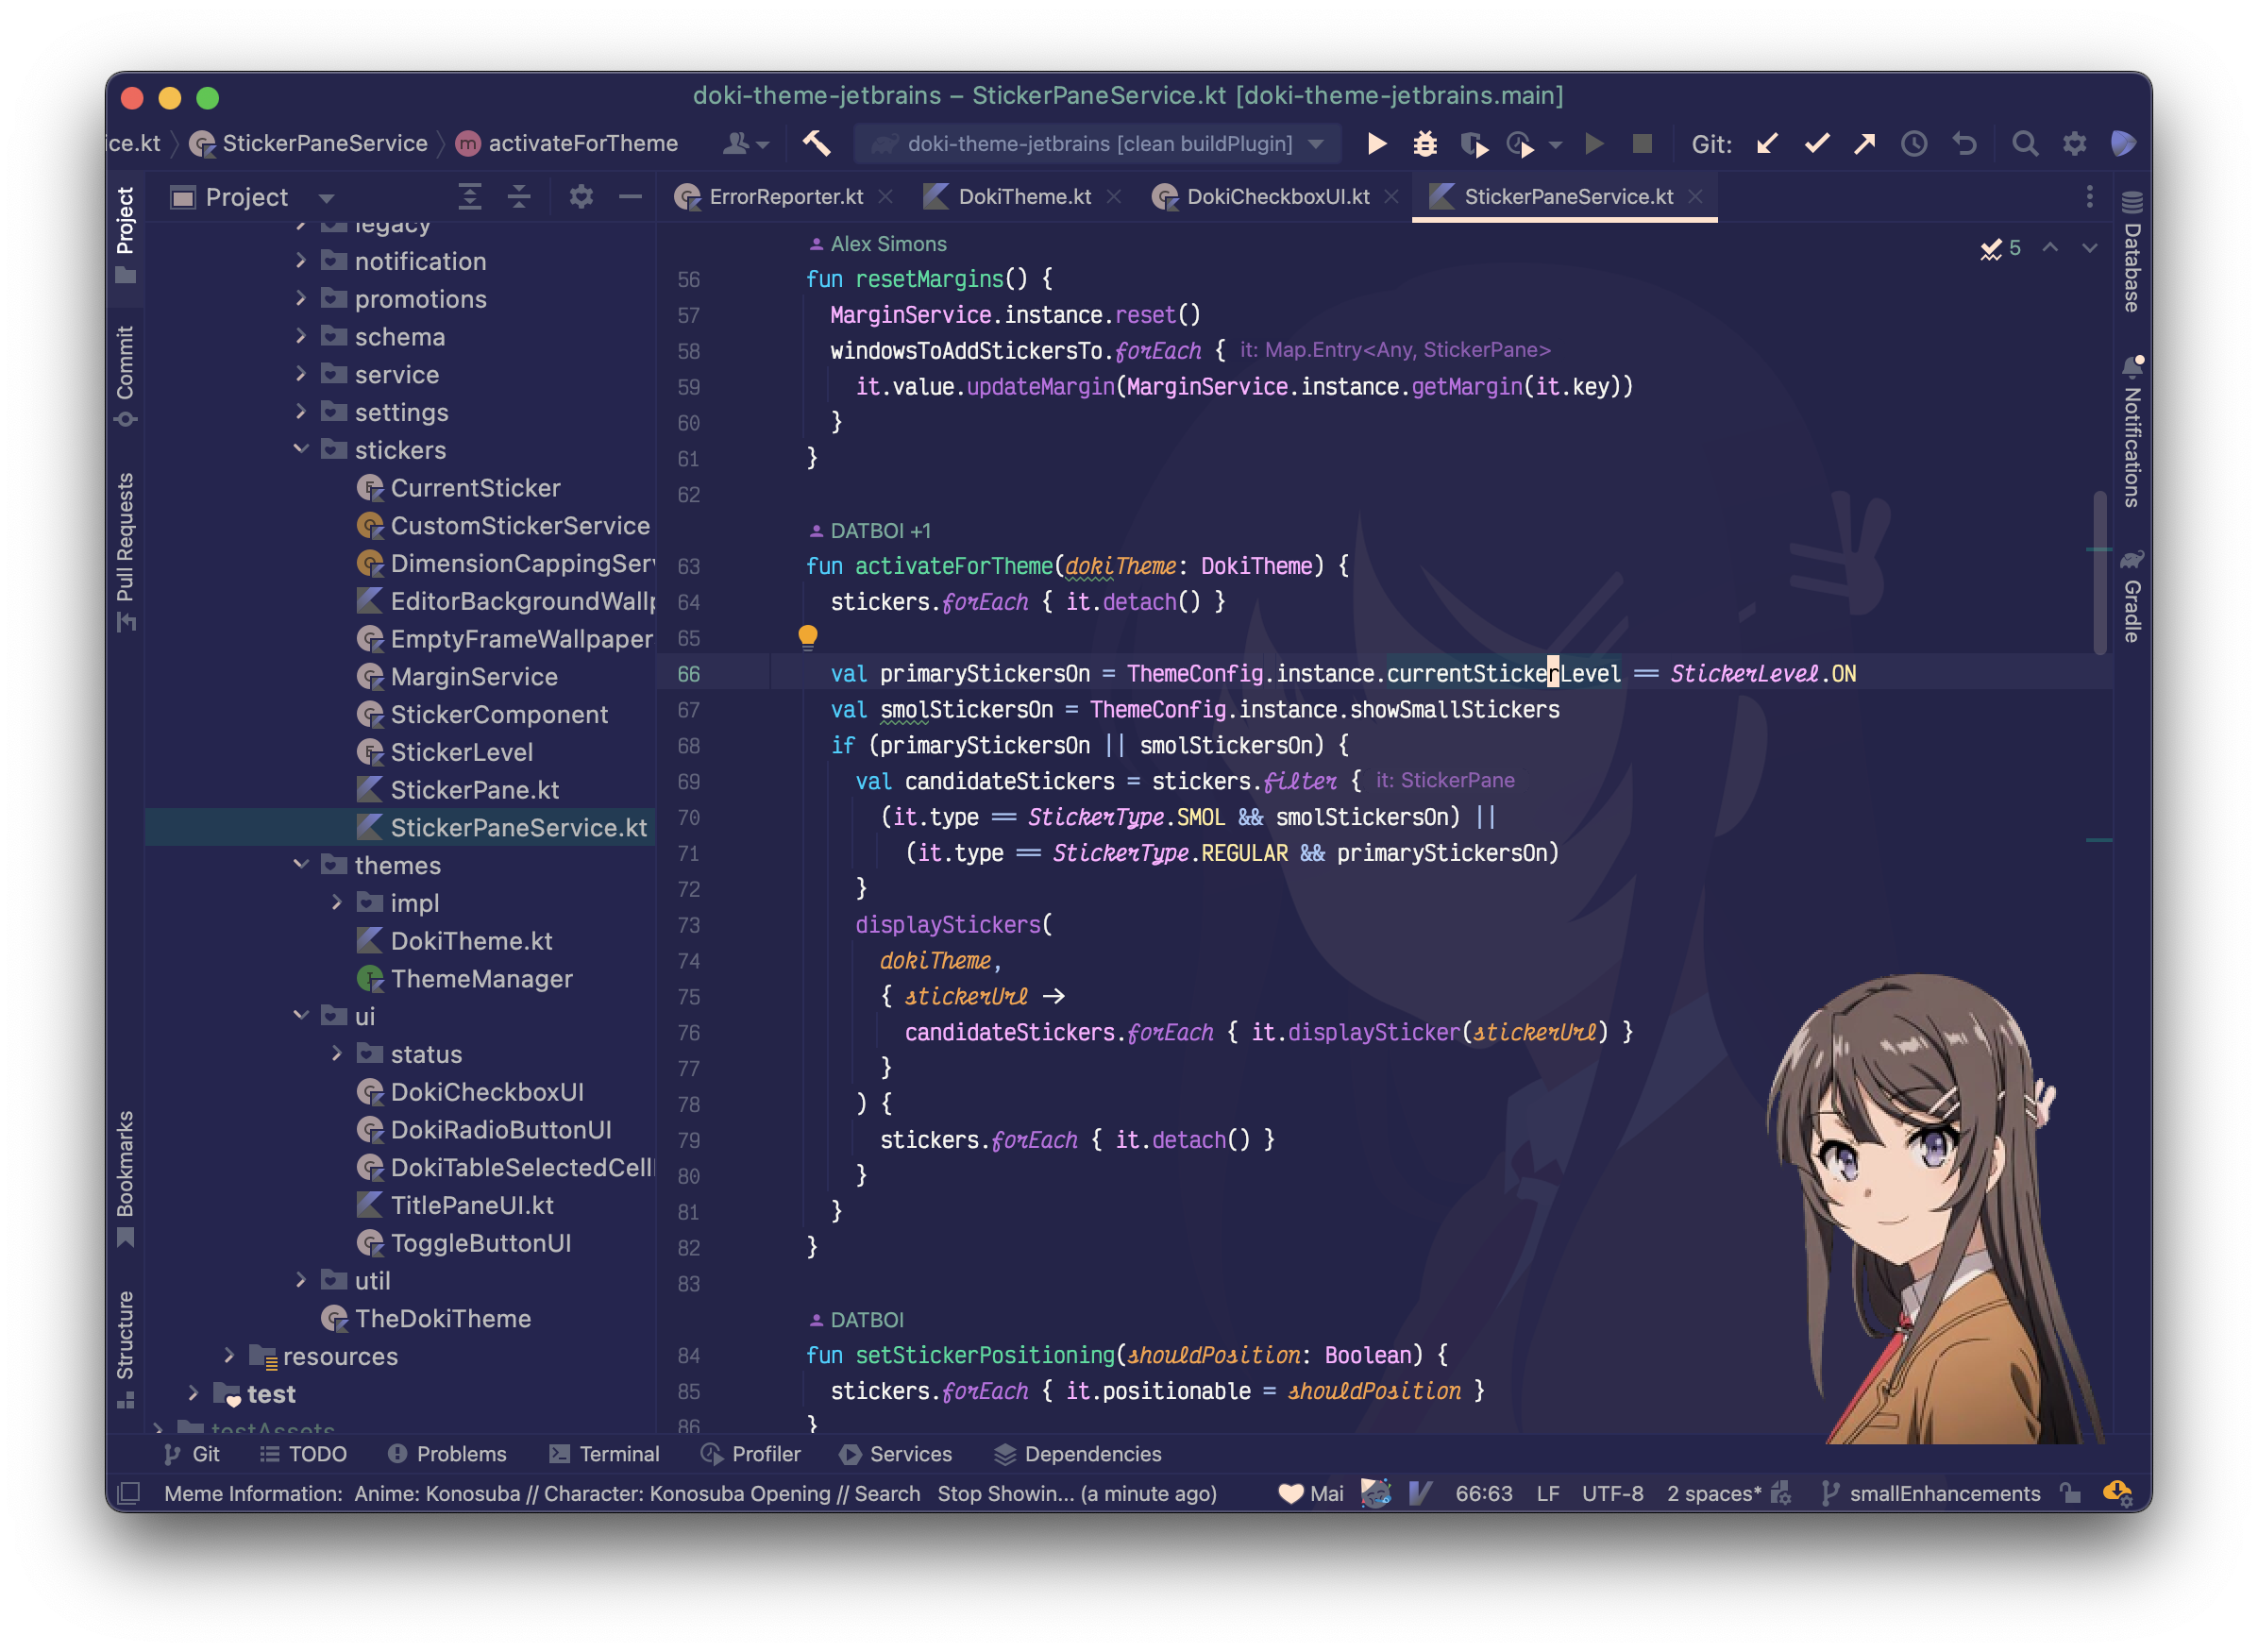 doki-theme-jetbrains – StickerPaneService.kt [doki-theme-jetbrains.main]
ice.kt StickerPaneService m activateForTheme doki-theme-jetbrains [clean buildPlugin] Git:
Project
Commit
Pull Requests
Bookmarks
Structure
Project
legacy
notification
promotions
schema
service
settings
stickers
CurrentSticker
CustomStickerService
DimensionCappingServ
EditorBackgroundWallp
EmptyFrameWallpaper
MarginService
StickerComponent
StickerLevel
StickerPane.kt
StickerPaneService.kt
themes
impl
DokiTheme.kt
ThemeManager
ui
status
DokiCheckboxUI
DokiRadioButtonUI
DokiTableSelectedCell
TitlePaneUI.kt
ToggleButtonUI
util
TheDokiTheme
resources
test
testAssets
ErrorReporter.kt DokiTheme.kt DokiCheckboxUI.kt StickerPaneService.kt
5
Alex Simons
56 fun resetMargins() {
57 MarginService.instance.reset()
58 windowsToAddStickersTo.forEach { it: Map.Entry<Any, StickerPane>
59 it.value.updateMargin(MarginService.instance.getMargin(it.key))
60 }
61 }
62
DATBOI +1
63 fun activateForTheme(dokiTheme: DokiTheme) {
64 stickers.forEach { it.detach() }
65
66 val primaryStickersOn = ThemeConfig.instance.currentStickerLevel == StickerLevel.ON
67 val smolStickersOn = ThemeConfig.instance.showSmallStickers
68 if (primaryStickersOn || smolStickersOn) {
69 val candidateStickers = stickers.filter { it: StickerPane
70 (it.type == StickerType.SMOL && smolStickersOn) ||
71 (it.type == StickerType.REGULAR && primaryStickersOn)
72 }
73 displayStickers(
74 dokiTheme,
75 { stickerUrl ->
76 candidateStickers.forEach { it.displaySticker(stickerUrl) }
77 }
78 ) {
79 stickers.forEach { it.detach() }
80 }
81 }
82 }
83
DATBOI
84 fun setStickerPositioning(shouldPosition: Boolean) {
85 stickers.forEach { it.positionable = shouldPosition }
86 }
Database
Notifications
Gradle
Git TODO Problems Terminal Profiler Services Dependencies
Meme Information: Anime: Konosuba // Character: Konosuba Opening // Search Stop Showin... (a minute ago) Mai 66:63 LF UTF-8 2 spaces* smallEnhancements